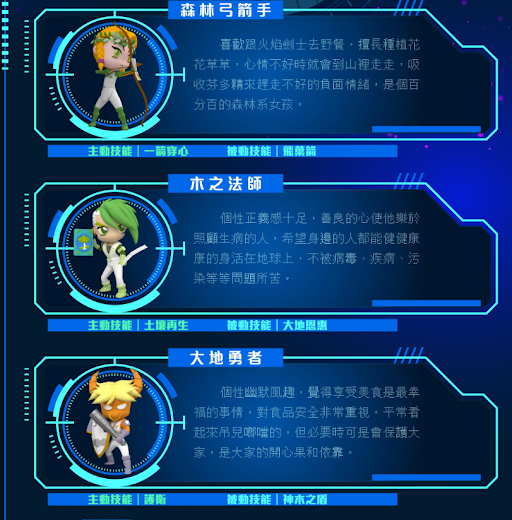 森林弓箭手
喜歡跟火焰劍士去野餐，擅長種植花
花草草，心情不好時就會到山裡走走，吸
收芬多精來趕走不好的負面情緒，是個百
分百的森林系女孩。
主動技能｜一箭穿心 被動技能｜飛葉箭
木之法師
個性正義感十足，善良的心使他樂於
照顧生病的人，希望身邊的人都能健健康
康的身活在地球上，不被病毒、疾病、污
染等等問題所苦。
主動技能｜土壤再生 被動技能｜大地恩惠
大地勇者
個性幽默風趣，覺得享受美食是最幸
福的事情，對食品安全非常重視。平常看
起來吊兒啷噹的，但必要時可是會保護大
家，是大家的開心果和依靠。
主動技能｜護衛 被動技能｜神木之盾